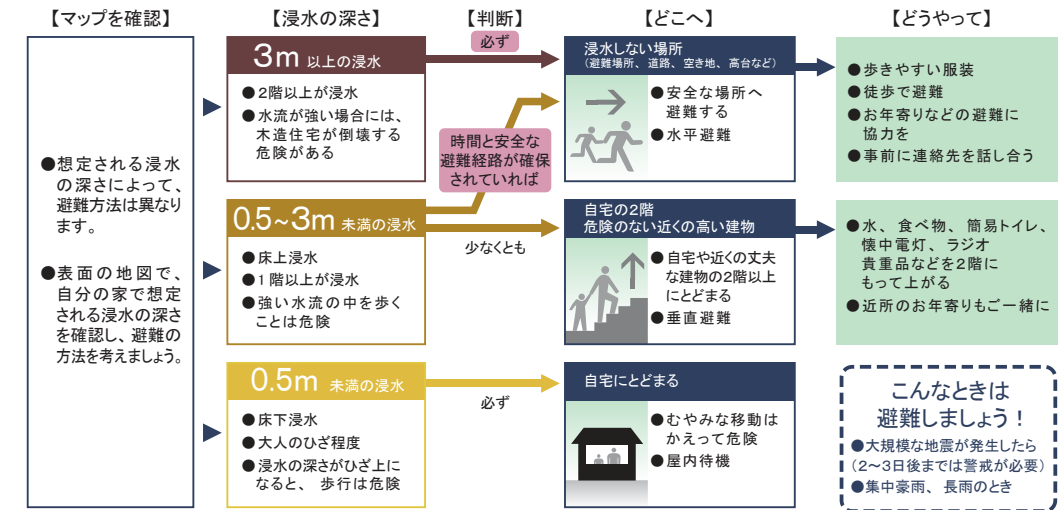 【マップを確認】
【浸水の深さ】
【判断】
【どこへ】
【どうやって】
●想定される浸水
の深さによって、
避難方法は異なり
ます。
●表面の地図で、
自分の家で想定
される浸水の深さ
を確認し、避難の
方法を考えましょう。
3m 以上の浸水
●2階以上が浸水
●水流が強い場合には、
木造住宅が倒壊する
危険がある
必ず
時間と安全な
避難経路が確保
されていれば
浸水しない場所
（避難場所、道路、空き地、高台など）
●安全な場所へ
避難する
●水平避難
●歩きやすい服装
●徒歩で避難
●お年寄りなどの避難に
協力を
●事前に連絡先を話し合う
0.5~3m 未満の浸水
●床上浸水
●1階以上が浸水
●強い水流の中を歩く
ことは危険
少なくとも
自宅の2階
危険のない近くの高い建物
●自宅や近くの丈夫
な建物の2階以上
にとどまる
●垂直避難
●水、食べ物、簡易トイレ、
懐中電灯、ラジオ
貴重品などを2階に
もって上がる
●近所のお年寄りもご一緒に
0.5m 未満の浸水
●床下浸水
●大人のひざ程度
●浸水の深さがひざ上に
なると、歩行は危険
必ず
自宅にとどまる
●むやみな移動は
かえって危険
●屋内待機
こんなときは
避難しましょう！
●大規模な地震が発生したら
（2～3日後までは警戒が必要）
●集中豪雨、長雨のとき